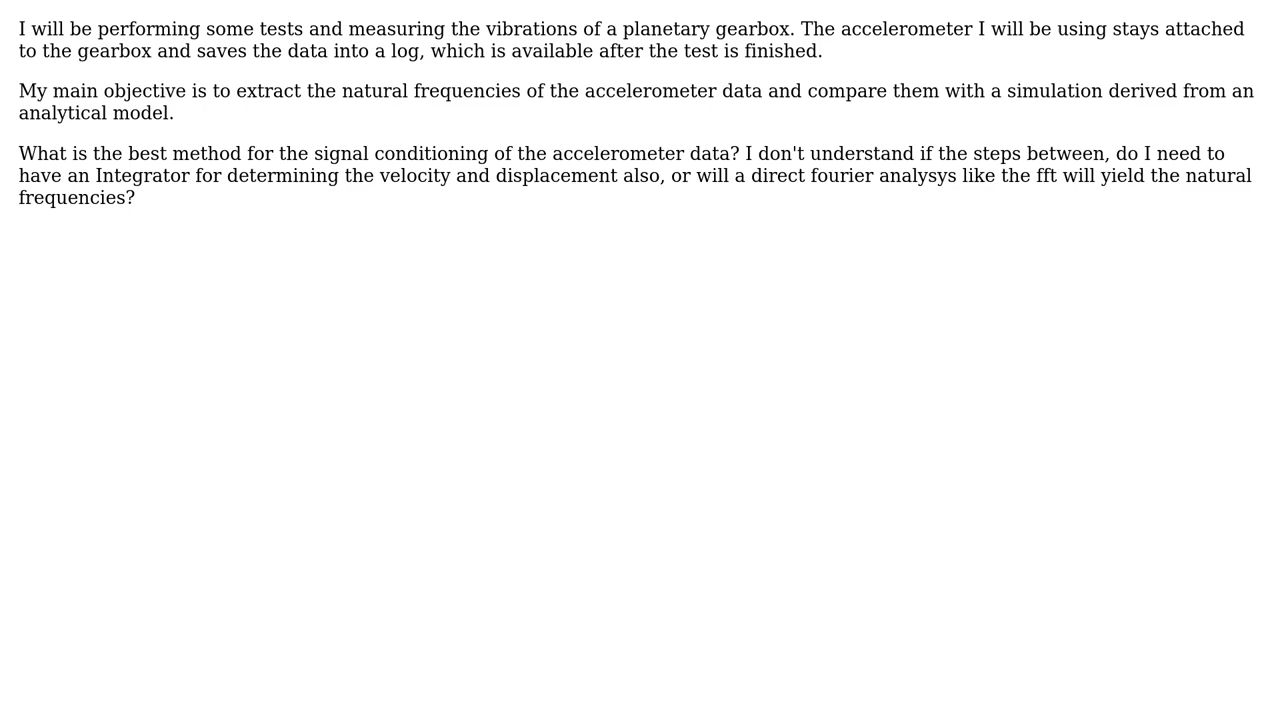 I will be performing some tests and measuring the vibrations of a planetary gearbox. The accelerometer I will be using stays attached
to the gearbox and saves the data into a log, which is available after the test is finished.
My main objective is to extract the natural frequencies of the accelerometer data and compare them with a simulation derived from an
analytical model.
What is the best method for the signal conditioning of the accelerometer data? I don't understand if the steps between, do I need to
have an Integrator for determining the velocity and displacement also, or will a direct fourier analysys like the fft will yield the natural
frequencies?